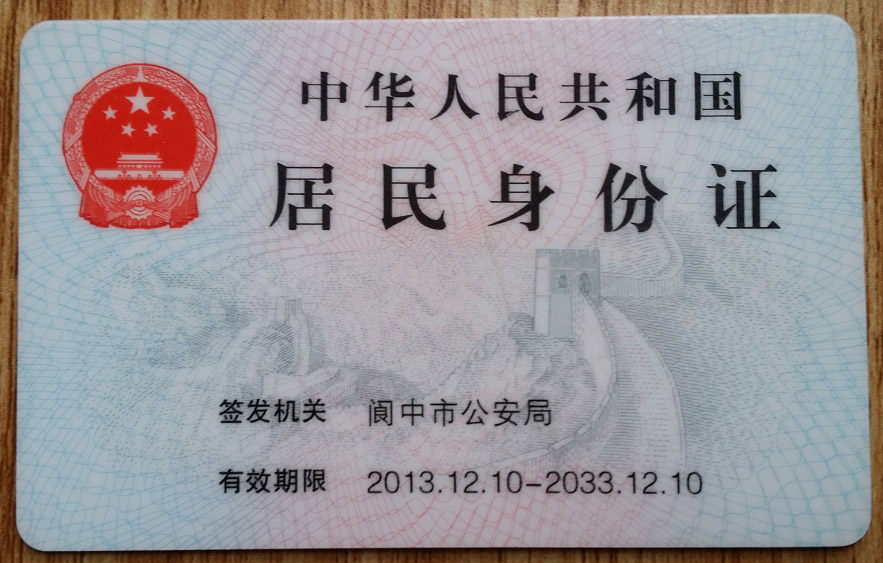 中华人民共和国
居民身份证
签发机关 阆中市公安局
有效期限 2013.12.10-2033.12.10